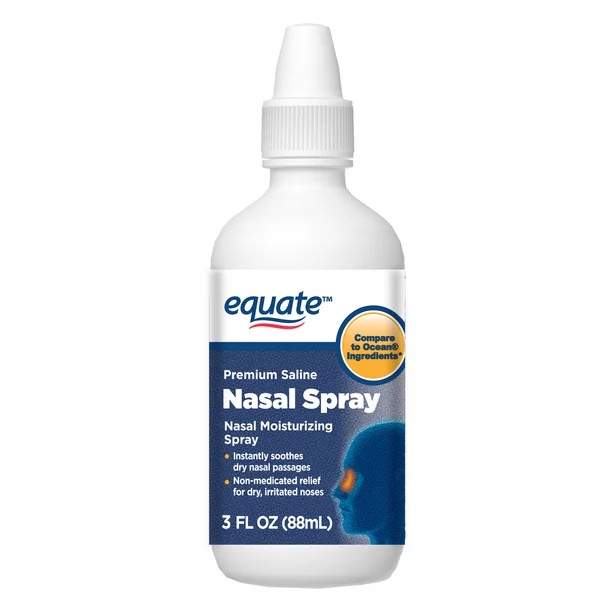 equate™
Compare
to Ocean®
Ingredients*
Premium Saline
Nasal Spray
Nasal Moisturizing
Spray
• Instantly soothes
dry nasal passages
• Non-medicated relief
for dry, irritated noses
3 FL OZ (88mL)